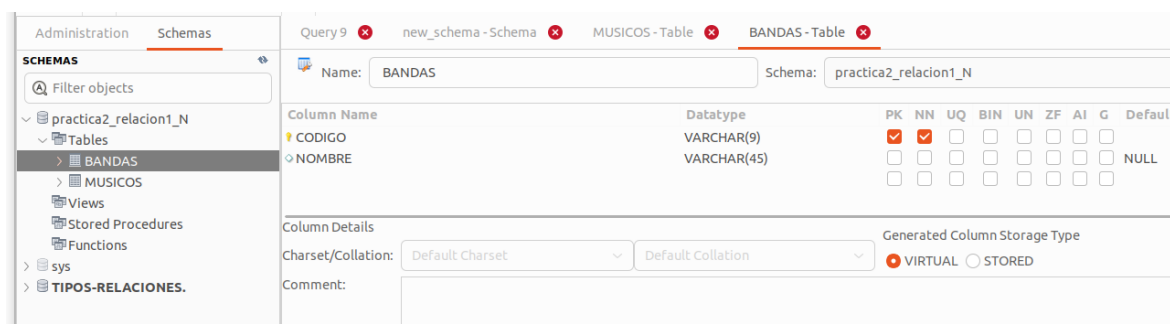 Administration Schemas
Query 9 new_schema - Schema MUSICOS - Table BANDAS - Table
SCHEMAS
Filter objects
practica2_relacion1_N
Tables
BANDAS
MUSICOS
Views
Stored Procedures
Functions
sys
TIPOS-RELACIONES.
Name: BANDAS Schema: practica2_relacion1_N
Column Name Datatype PK NN UQ BIN UN ZF AI G Defaul
CODIGO VARCHAR(9)
NOMBRE VARCHAR(45) NULL
Column Details
Generated Column Storage Type
Charset/Collation: Default Charset Default Collation
VIRTUAL STORED
Comment: